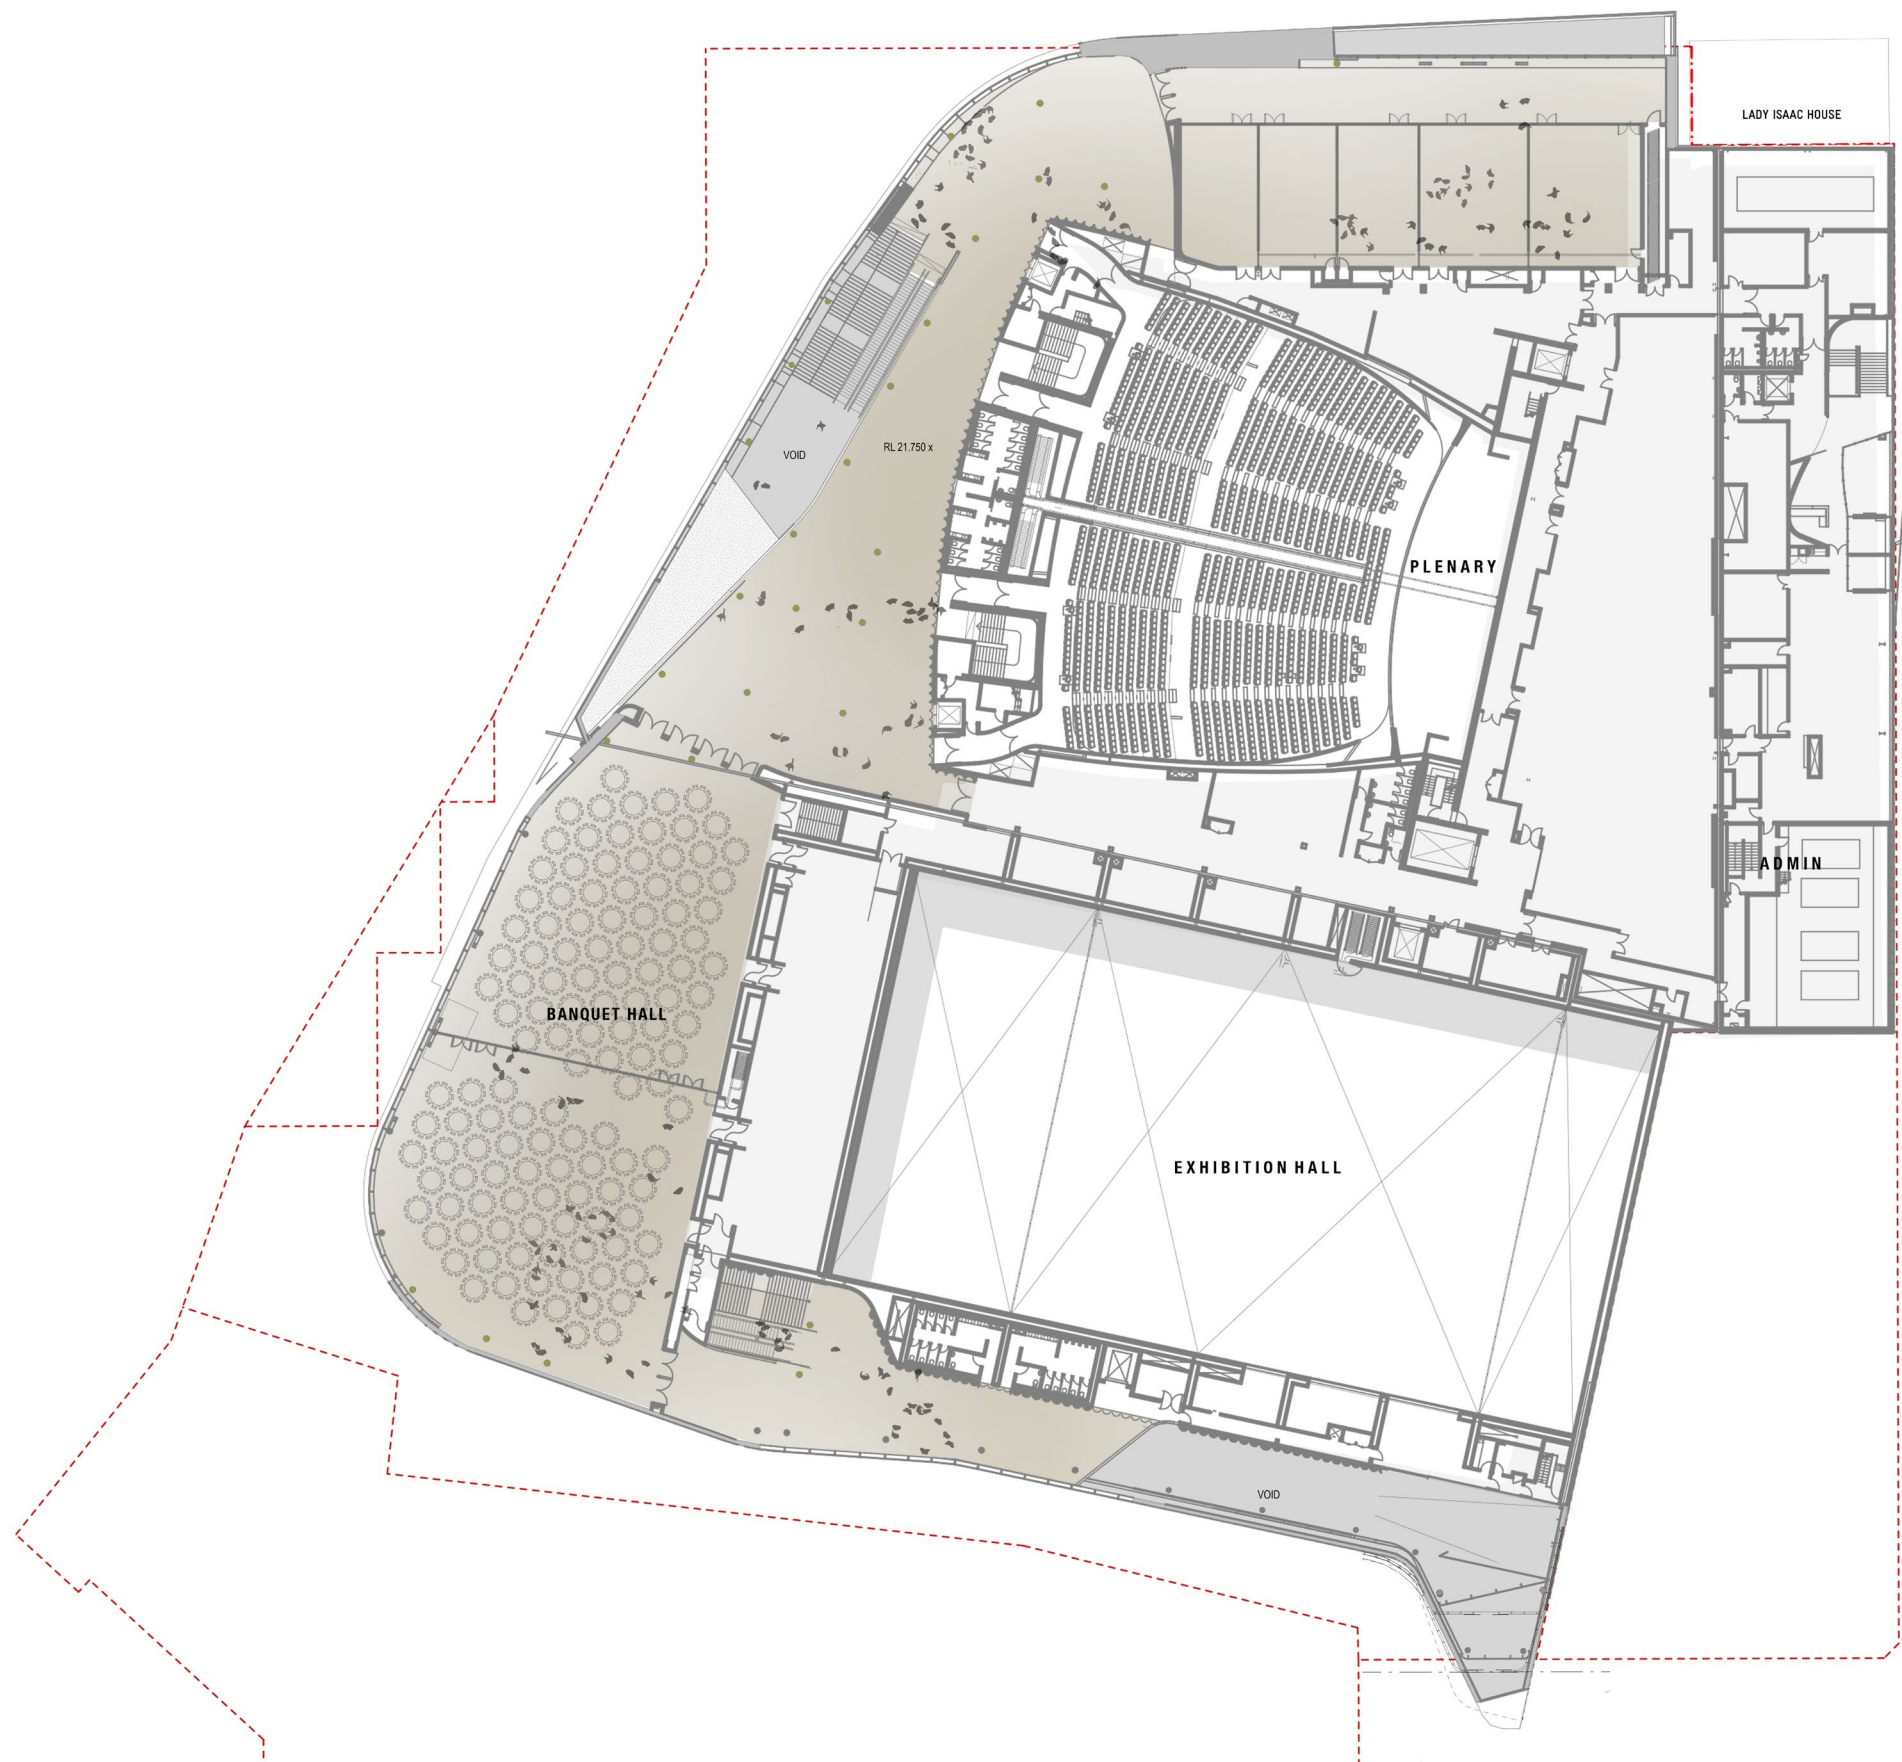 LADY ISAAC HOUSE
VOID
RL 21.750 x
PLENARY
ADMIN
BANQUET HALL
EXHIBITION HALL
VOID